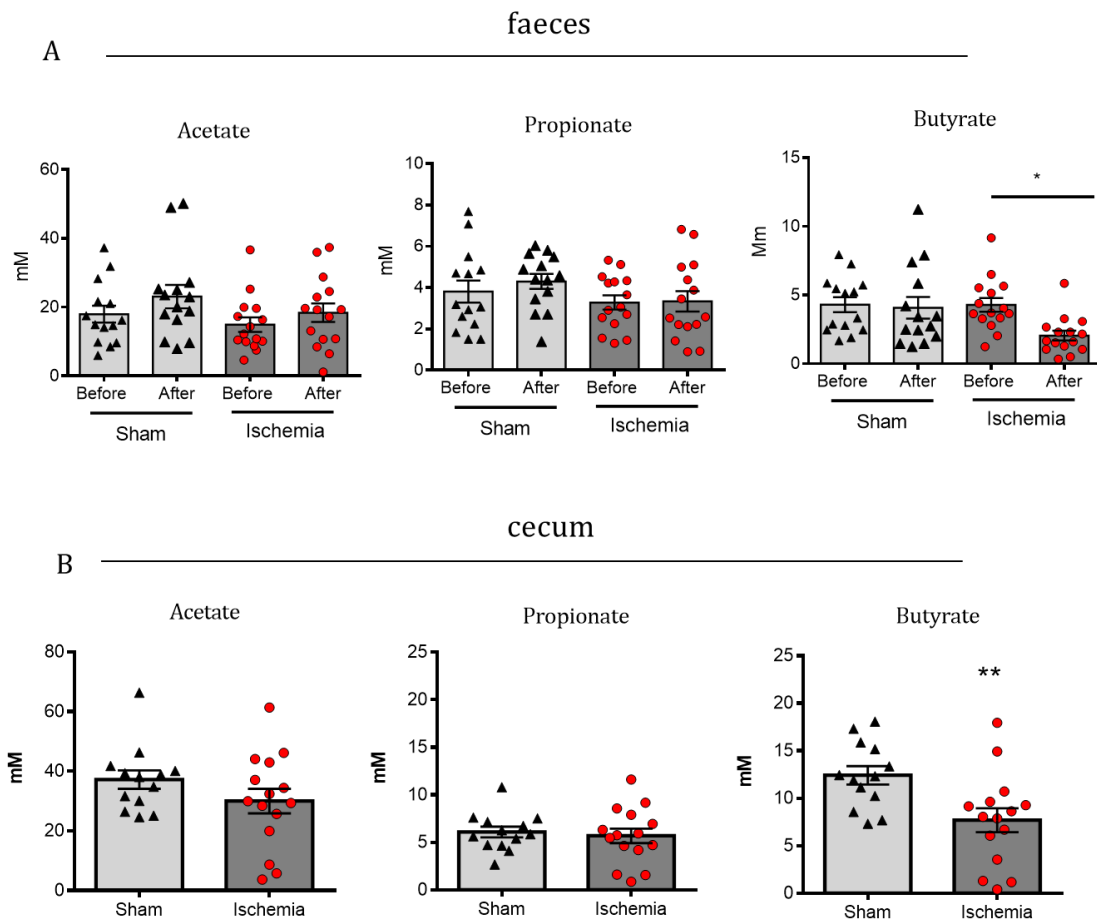 faeces
A
Acetate
Propionate
Butyrate
60
40
20
0
mM
Before
After
Before
After
Sham
Ischemia
10
8
6
4
2
0
mM
Before
After
Before
After
Sham
Ischemia
15
10
5
0
Mm
*
Before
After
Before
After
Sham
Ischemia
cecum
B
Acetate
Propionate
Butyrate
80
60
40
20
0
mM
Sham
Ischemia
25
20
15
10
5
0
mM
Sham
Ischemia
25
20
15
10
5
0
mM
**
Sham
Ischemia